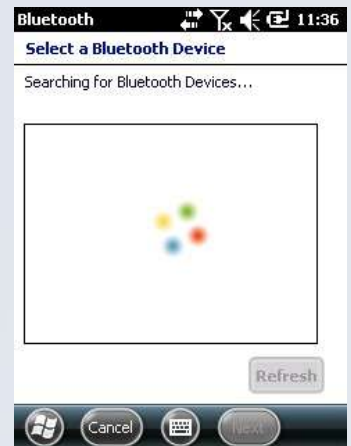 Bluetooth 11:36
Select a Bluetooth Device
Searching for Bluetooth Devices...
Refresh
Cancel Next